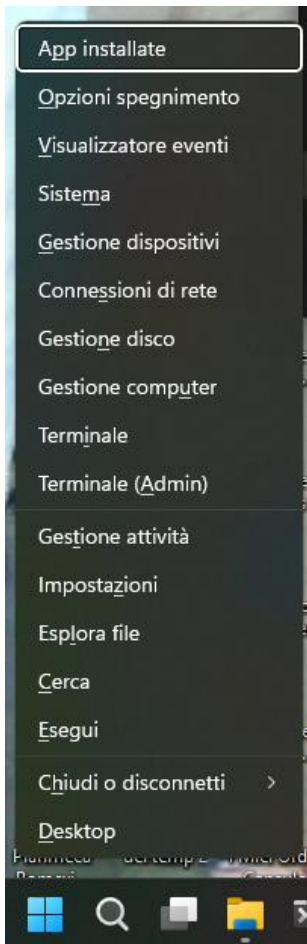 App installate
Opzioni spegnimento
Visualizzatore eventi
Sistema
Gestione dispositivi
Connessioni di rete
Gestione disco
Gestione computer
Terminale
Terminale (Admin)
Gestione attività
Impostazioni
Esplora file
Cerca
Esegui
Chiudi o disconnetti
Desktop